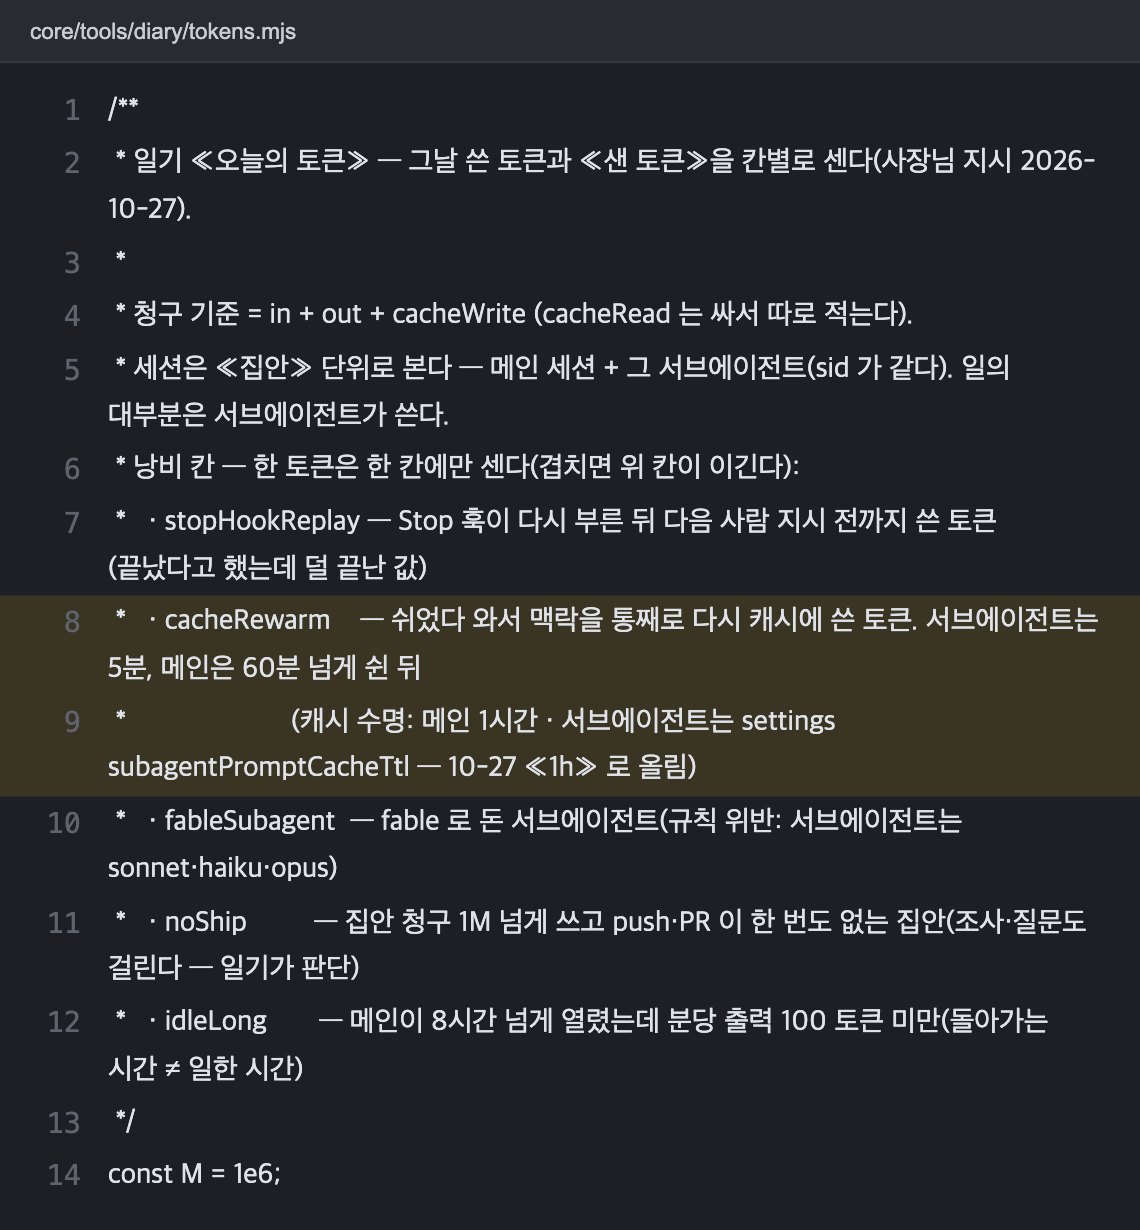 core/tools/diary/tokens.mjs
1 /**
2 * 일기 ≪오늘의 토큰≫ — 그날 쓴 토큰과 ≪샌 토큰≫을 칸별로 센다(사장님 지시 2026-
10-27).
3 *
4 * 청구 기준 = in + out + cacheWrite (cacheRead 는 싸서 따로 적는다).
5 * 세션은 ≪집안≫ 단위로 본다 — 메인 세션 + 그 서브에이전트(sid 가 같다). 일의
대부분은 서브에이전트가 쓴다.
6 * 낭비 칸 — 한 토큰은 한 칸에만 센다(겹치면 위 칸이 이긴다):
7 * · stopHookReplay — Stop 훅이 다시 부른 뒤 다음 사람 지시 전까지 쓴 토큰
(끝났다고 했는데 덜 끝난 값)
8 * · cacheRewarm — 쉬었다 와서 맥락을 통째로 다시 캐시에 쓴 토큰. 서브에이전트는
5분, 메인은 60분 넘게 쉰 뒤
9 * (캐시 수명: 메인 1시간 · 서브에이전트는 settings
subagentPromptCacheTtl — 10-27 ≪1h≫ 로 올림)
10 * · fableSubagent — fable 로 돈 서브에이전트(규칙 위반: 서브에이전트는
sonnet·haiku·opus)
11 * · noShip — 집안 청구 1M 넘게 쓰고 push·PR 이 한 번도 없는 집안(조사·질문도
걸린다 — 일기가 판단)
12 * · idleLong — 메인이 8시간 넘게 열렸는데 분당 출력 100 토큰 미만(돌아가는
시간 ≠ 일한 시간)
13 */
14 const M = 1e6;